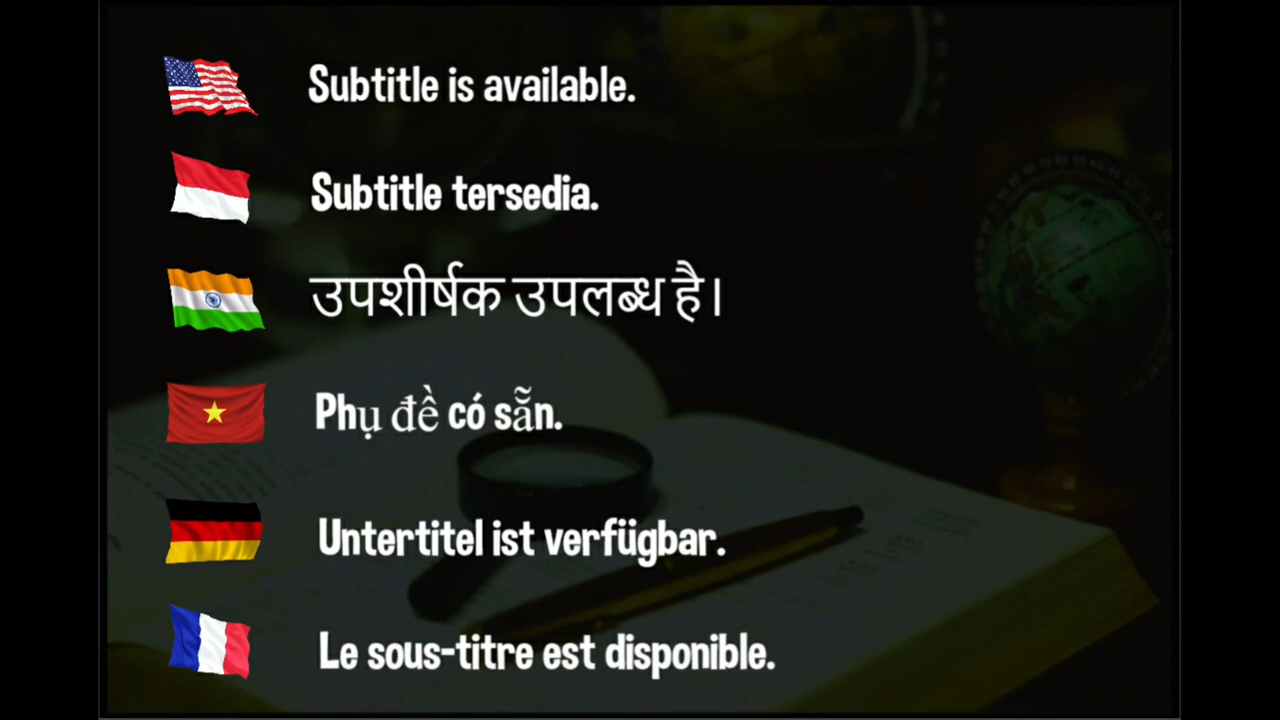 Subtitle is available.
Subtitle tersedia.
उपशीर्षक उपलब्ध है।
Phụ đề có sẵn.
Untertitel ist verfügbar.
Le sous-titre est disponible.